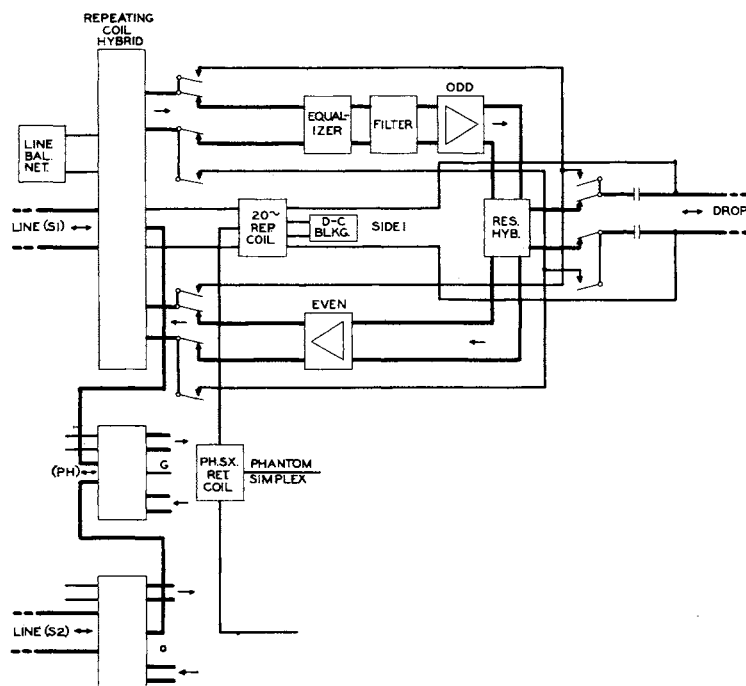 REPEATING
COIL
HYBRID
ODD
EQUAL-
IZER
FILTER
LINE
BAL.
NET.
20~
REP
COIL
D-C
BLKG.
SIDE 1
RES.
HYB.
DROP
LINE (S1)
EVEN
(PH)
G
PH.SX.
RET
COIL
PHANTOM
SIMPLEX
LINE (S2)
G